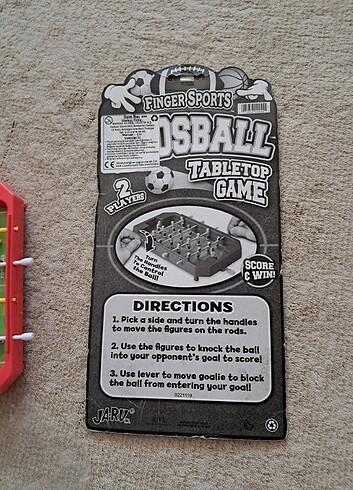 FINGER SPORTS
OSBALL
TABLETOP
GAME
2
PLAYERS
Turn
The Handles
To Control
the Ball!
SCORE
& WIN!
DIRECTIONS
1. Pick a side and turn the handles
to move the figures on the rods.
2. Use the figures to knock the ball
into your opponent's goal to score!
3. Use lever to move goalie to block
the ball from entering your goal!
3221119
JA-RU